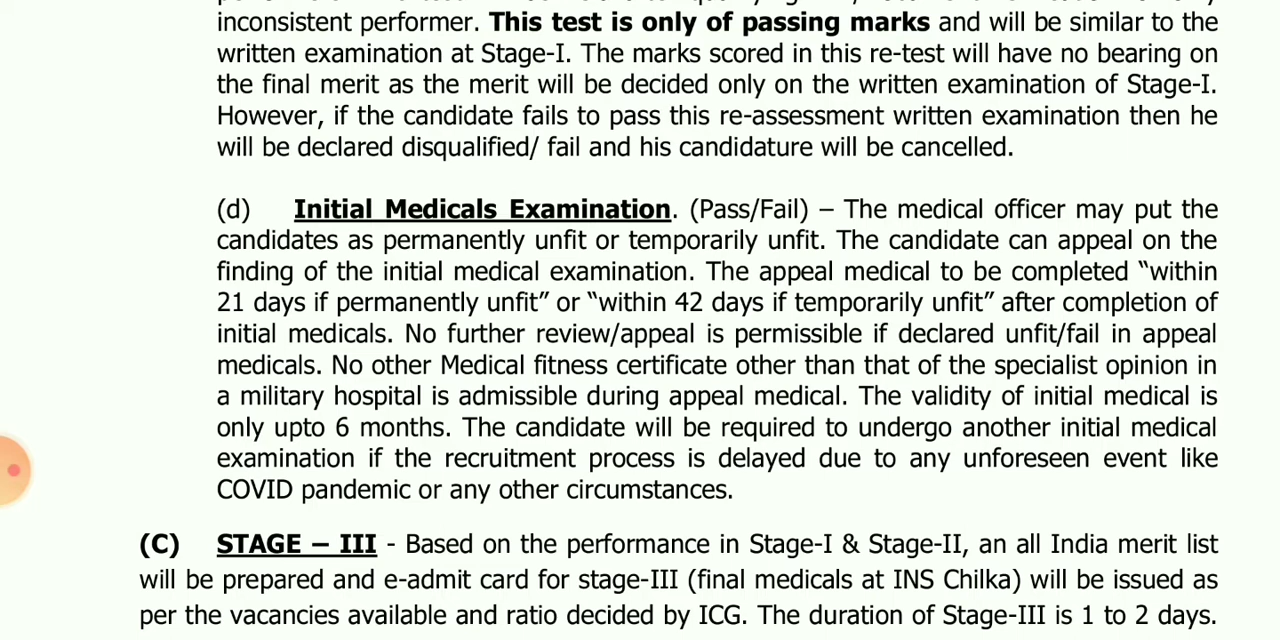 inconsistent performer. This test is only of passing marks and will be similar to the
written examination at Stage-I. The marks scored in this re-test will have no bearing on
the final merit as the merit will be decided only on the written examination of Stage-I.
However, if the candidate fails to pass this re-assessment written examination then he
will be declared disqualified/ fail and his candidature will be cancelled.
(d) Initial Medicals Examination. (Pass/Fail) – The medical officer may put the
candidates as permanently unfit or temporarily unfit. The candidate can appeal on the
finding of the initial medical examination. The appeal medical to be completed “within
21 days if permanently unfit” or “within 42 days if temporarily unfit” after completion of
initial medicals. No further review/appeal is permissible if declared unfit/fail in appeal
medicals. No other Medical fitness certificate other than that of the specialist opinion in
a military hospital is admissible during appeal medical. The validity of initial medical is
only upto 6 months. The candidate will be required to undergo another initial medical
examination if the recruitment process is delayed due to any unforeseen event like
COVID pandemic or any other circumstances.
(C) STAGE – III - Based on the performance in Stage-I & Stage-II, an all India merit list
will be prepared and e-admit card for stage-III (final medicals at INS Chilka) will be issued as
per the vacancies available and ratio decided by ICG. The duration of Stage-III is 1 to 2 days.